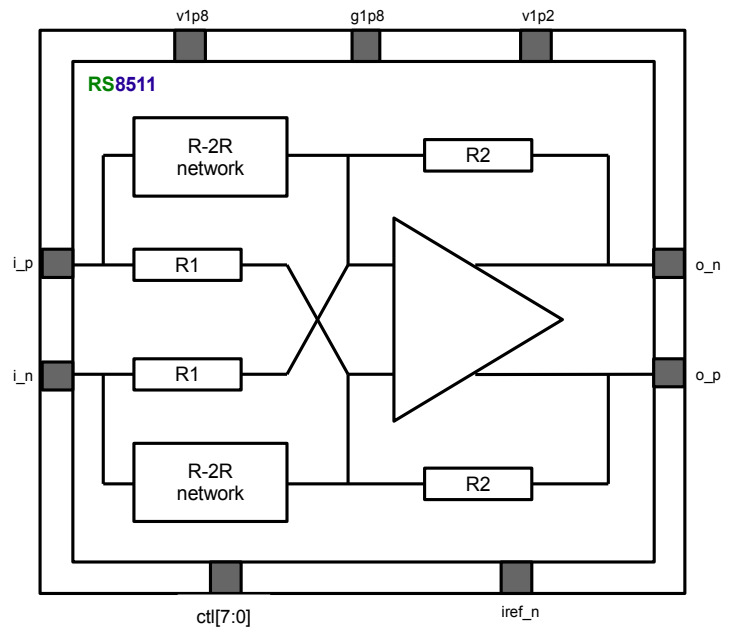 v1p8
g1p8
v1p2
RS8511
R-2R
network
R2
i_p
R1
o_n
i_n
R1
o_p
R-2R
network
R2
ctl[7:0]
iref_n